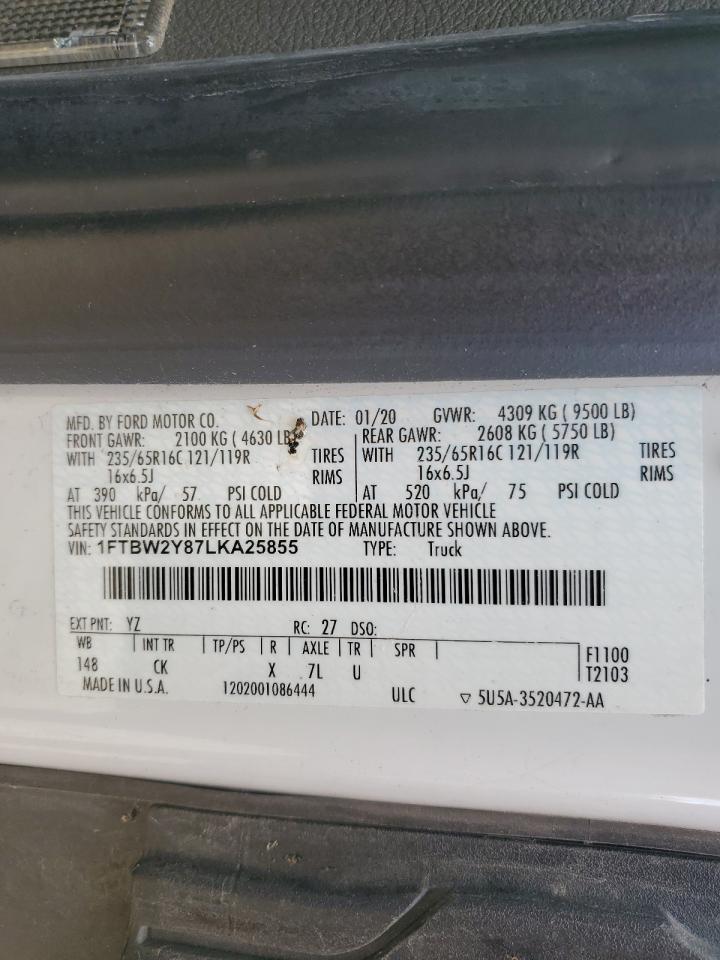 MFD. BY FORD MOTOR CO. DATE: 01/20 GVWR: 4309 KG ( 9500 LB)
FRONT GAWR: 2100 KG ( 4630 LB) REAR GAWR: 2608 KG ( 5750 LB)
WITH 235/65R16C 121/119R TIRES WITH 235/65R16C 121/119R TIRES
16x6.5J RIMS 16x6.5J RIMS
AT 390 kPa/ 57 PSI COLD AT 520 kPa/ 75 PSI COLD
THIS VEHICLE CONFORMS TO ALL APPLICABLE FEDERAL MOTOR VEHICLE
SAFETY STANDARDS IN EFFECT ON THE DATE OF MANUFACTURE SHOWN ABOVE.
VIN: 1FTBW2Y87LKA25855 TYPE: Truck
EXT PNT: YZ RC: 27 DSO:
WB INT TR TP/PS R AXLE TR SPR F1100
148 CK X 7L U T2103
MADE IN U.S.A. 1202001086444 ULC ▽ 5U5A-3520472-AA